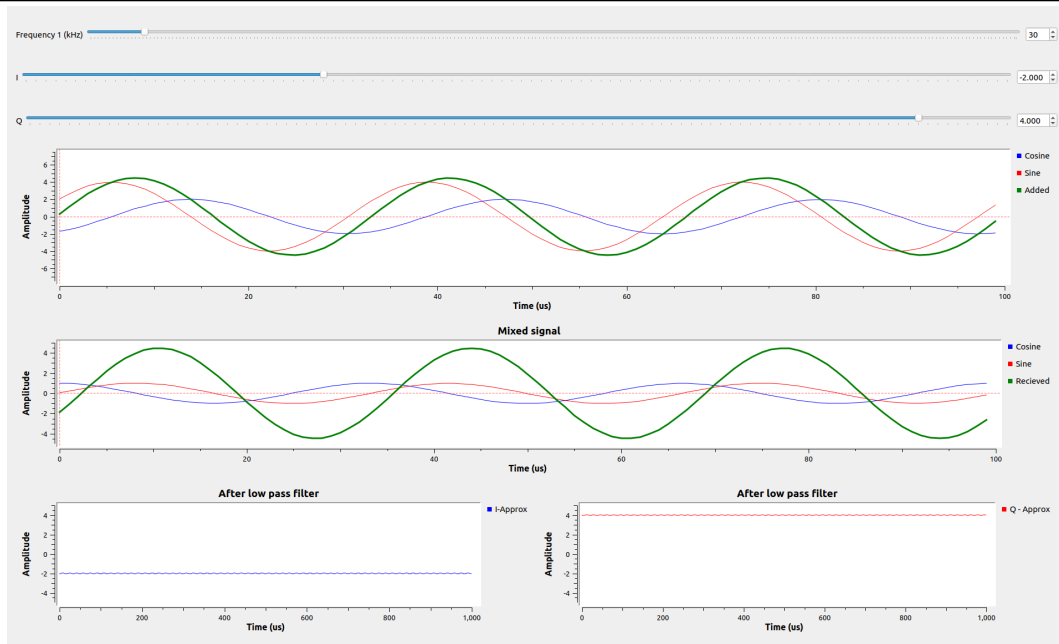 Frequency 1 (kHz) 30
I -2.000
Q 4.000
Amplitude
6
4
2
0
-2
-4
-6
0 20 40 60 80 100
Time (us)
Cosine
Sine
Added
Mixed signal
Amplitude
4
2
0
-2
-4
0 20 40 60 80 100
Time (us)
Cosine
Sine
Recieved
After low pass filter
Amplitude
4
2
0
-2
-4
0 200 400 600 800 1,000
Time (us)
I-Approx
After low pass filter
Amplitude
4
2
0
-2
-4
0 200 400 600 800 1,000
Time (us)
Q - Approx